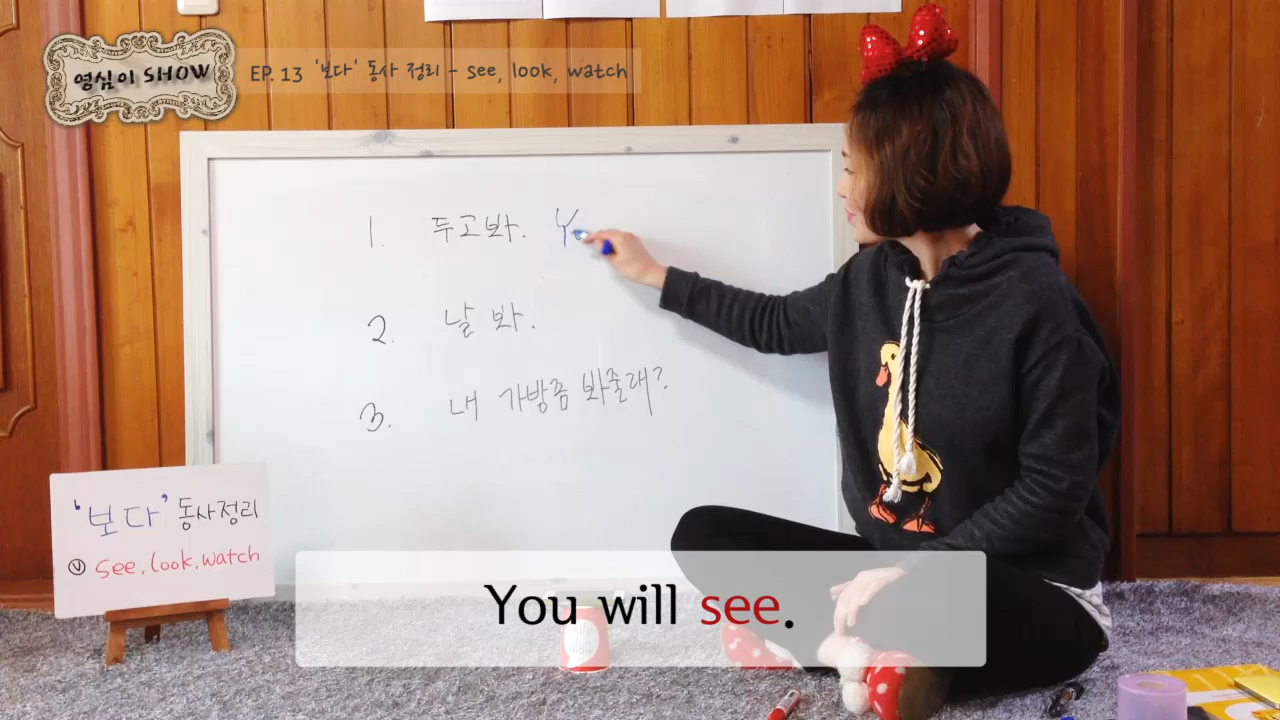 영심이 SHOW
EP. 13 '보다' 동사 정리 - see, look, watch
1. 두고봐. Yo
2. 날 봐.
3. 내 가방좀 봐줄래?
'보다' 동사정리
ⓥ see, look, watch
You will see.